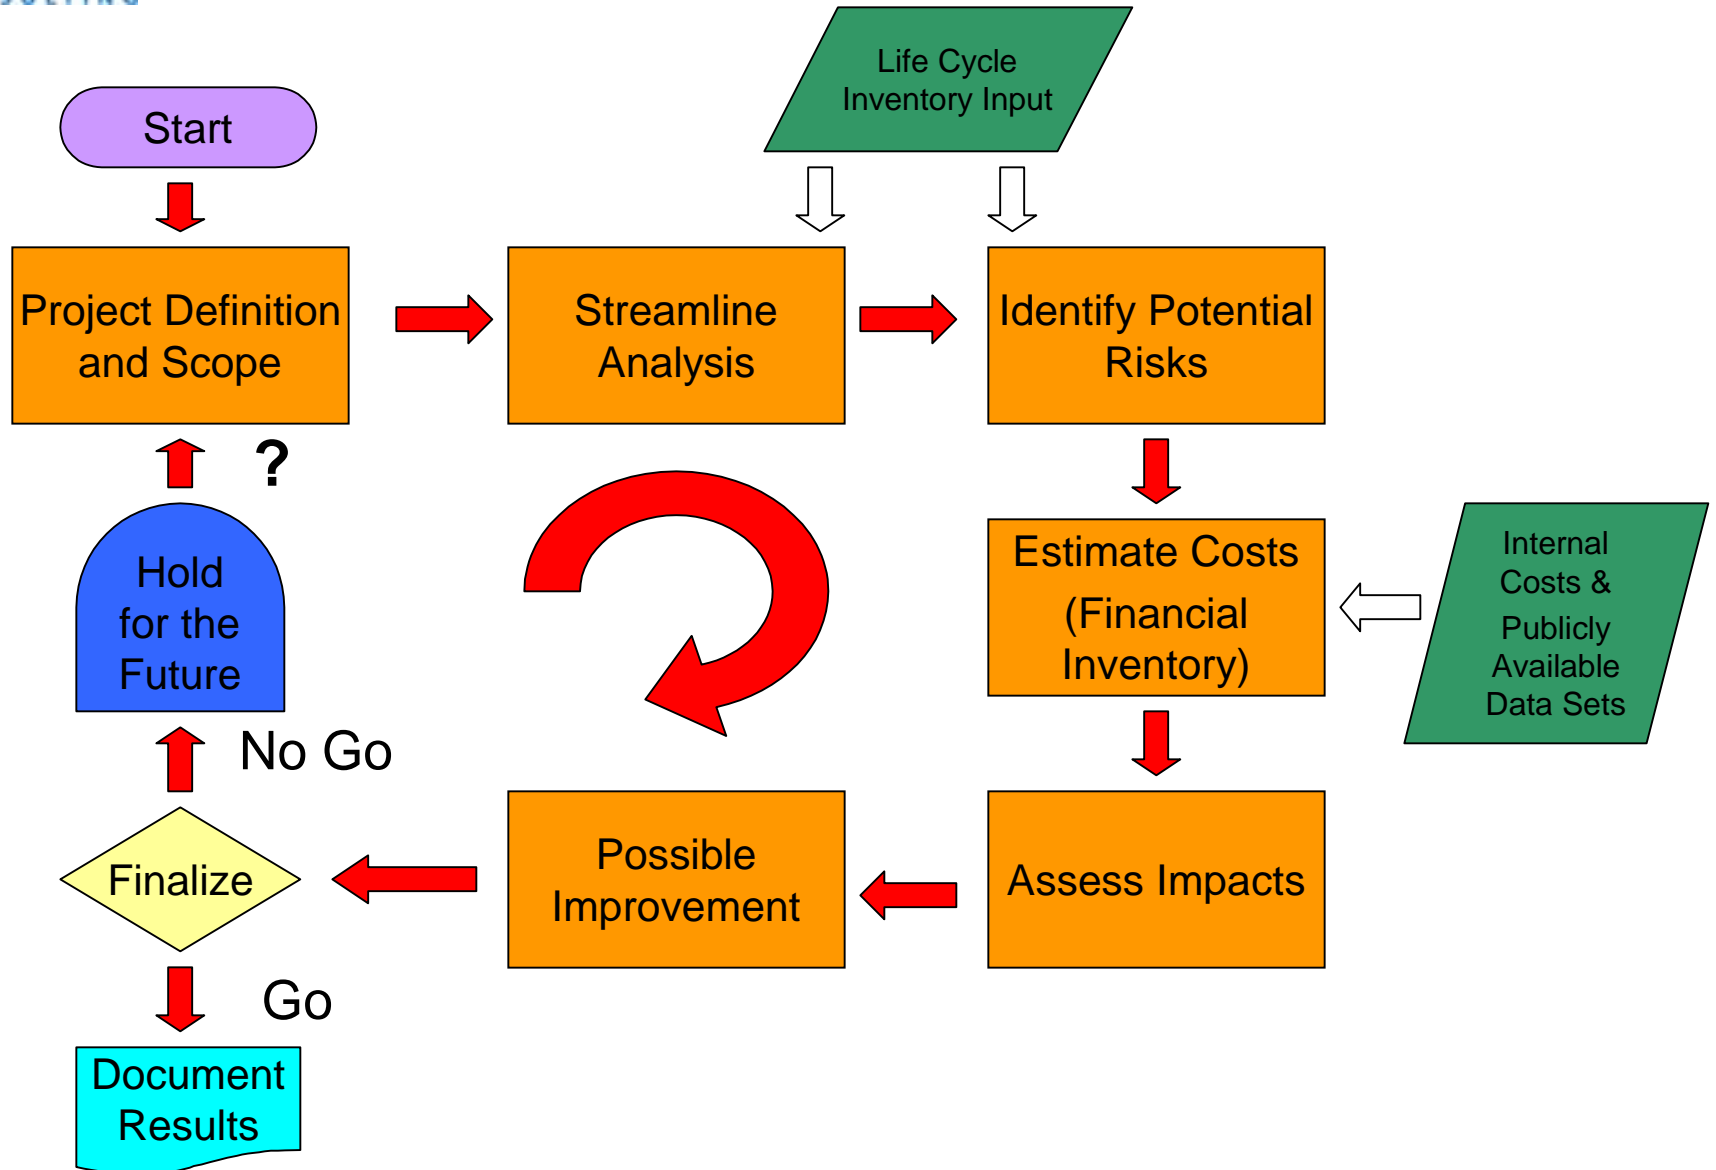 Life Cycle
Inventory Input
Start
Project Definition
and Scope
Streamline
Analysis
Identify Potential
Risks
?
Hold
for the
Future
Estimate Costs
(Financial
Inventory)
Internal
Costs &
Publicly
Available
Data Sets
No Go
Finalize
Possible
Improvement
Assess Impacts
Go
Document
Results